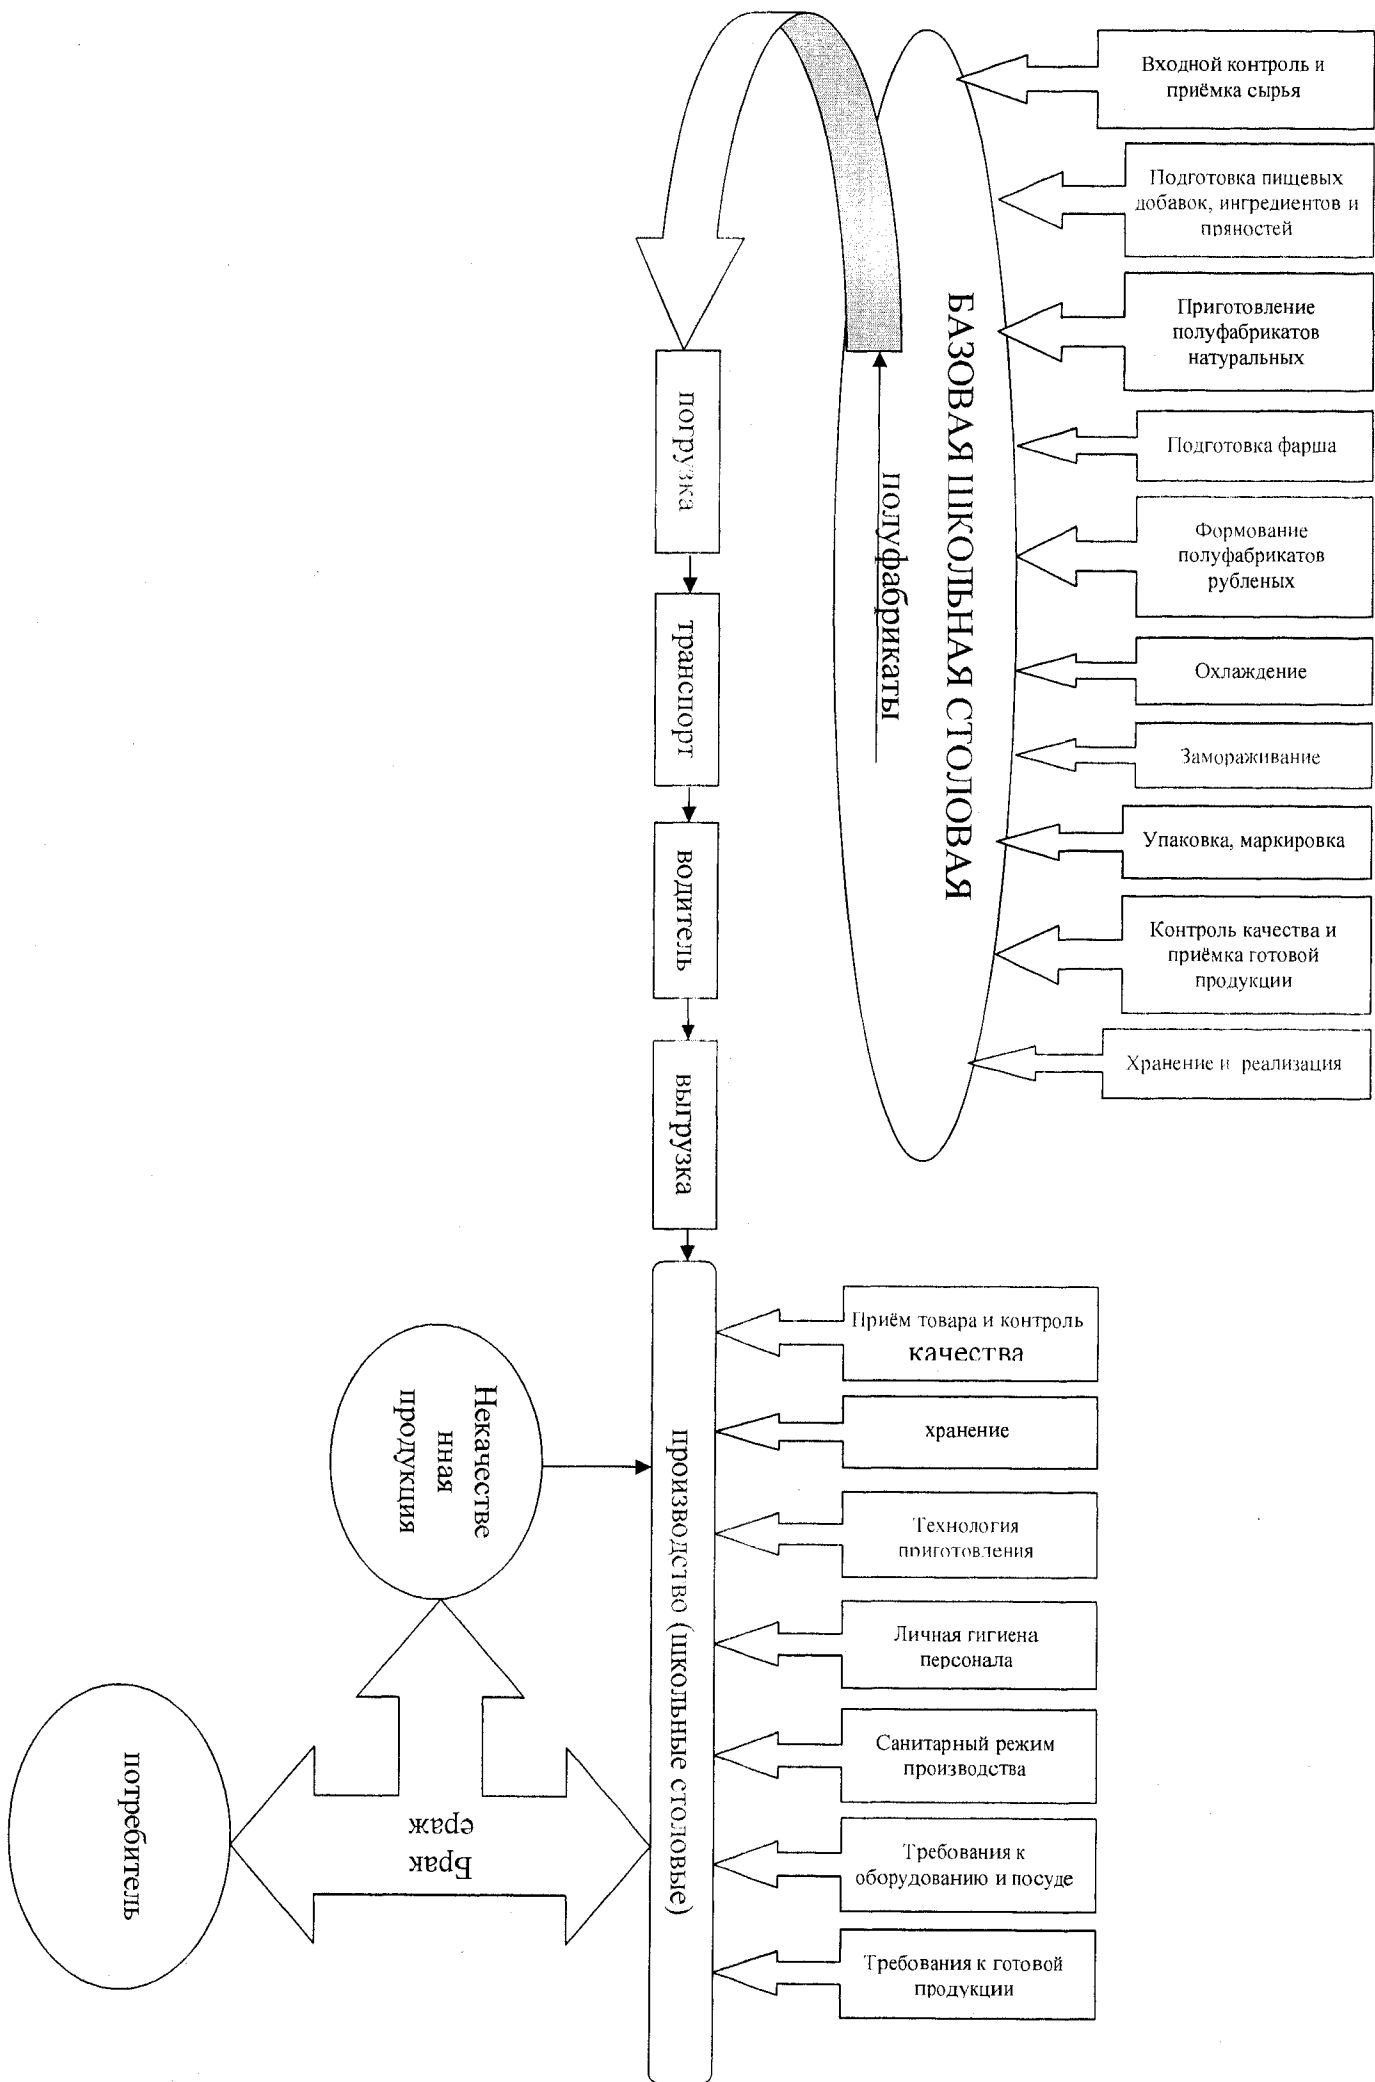 Входной контроль и
приёмка сырья
Подготовка пищевых
добавок, ингредиентов и
пряностей
Приготовление
полуфабрикатов
натуральных
Подготовка фарша
Формование
полуфабрикатов
рубленых
Охлаждение
Замораживание
Упаковка, маркировка
Контроль качества и
приёмка готовой
продукции
Хранение и реализация
БАЗОВАЯ ШКОЛЬНАЯ СТОЛОВАЯ
полуфабрикаты
погрузка
транспорт
водитель
выгрузка
производство (школьные столовые)
Приём товара и контроль
качества
хранение
Технология
приготовления
Личная гигиена
персонала
Санитарный режим
производства
Требования к
оборудованию и посуде
Требования к готовой
продукции
Некачестве
нная
продукция
Брак
ераж
потребитель